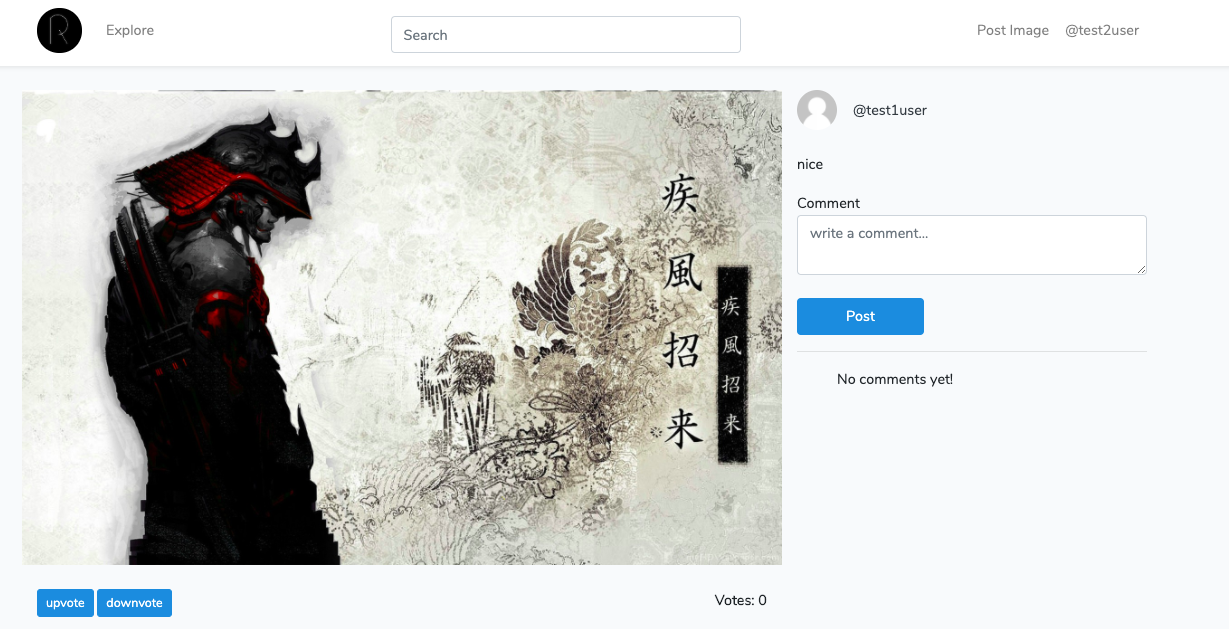 R
Explore
Search
Post Image
@test2user
疾
風
招
来
疾
風
招
来
@test1user
nice
Comment
write a comment...
Post
No comments yet!
upvote
downvote
Votes: 0